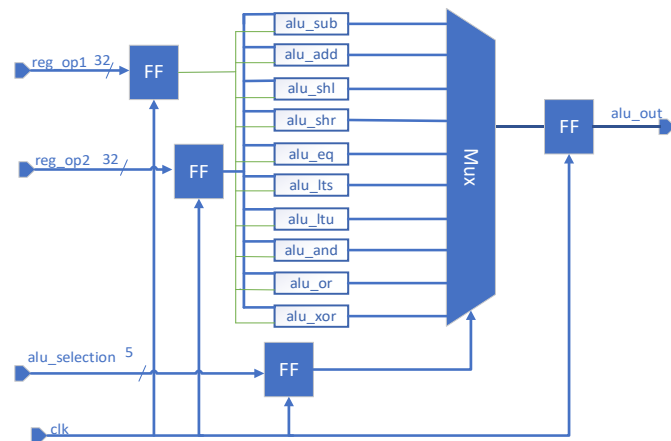 alu_sub
alu_add
reg_op1 32
FF
alu_shl
alu_shr
FF
alu_out
reg_op2 32
FF
alu_eq
Mux
alu_lts
alu_ltu
alu_and
alu_or
alu_xor
alu_selection 5
FF
clk